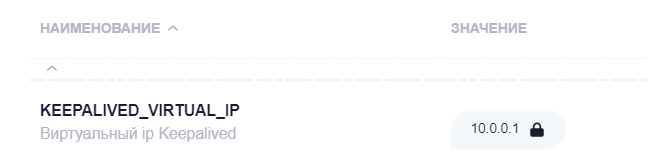 НАИМЕНОВАНИЕ ЗНАЧЕНИЕ
KEEPALIVED_VIRTUAL_IP
Виртуальный ip Keepalived
10.0.0.1